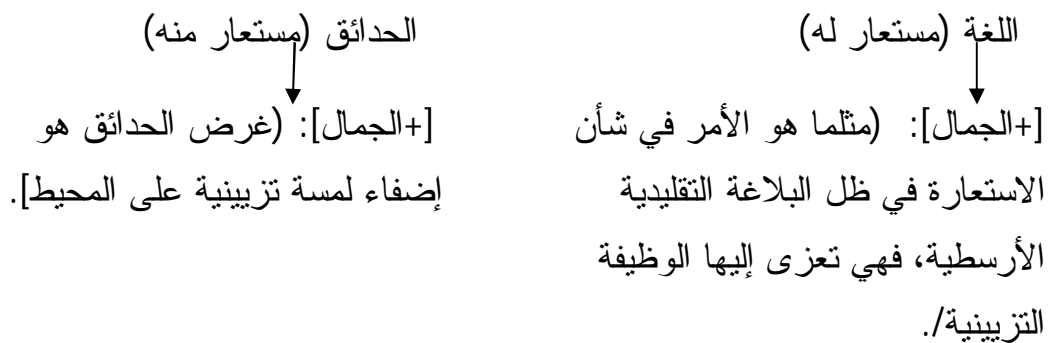 اللغة (مستعار له)
الحدائق (مستعار منه)
[+الجمال]: (مثلما هو الأمر في شأن
الاستعارة في ظل البلاغة التقليدية
الأرسطية، فهي تعزى إليها الوظيفة
التزيينية/.
[+الجمال]: (غرض الحدائق هو
إضفاء لمسة تزيينية على المحيط].